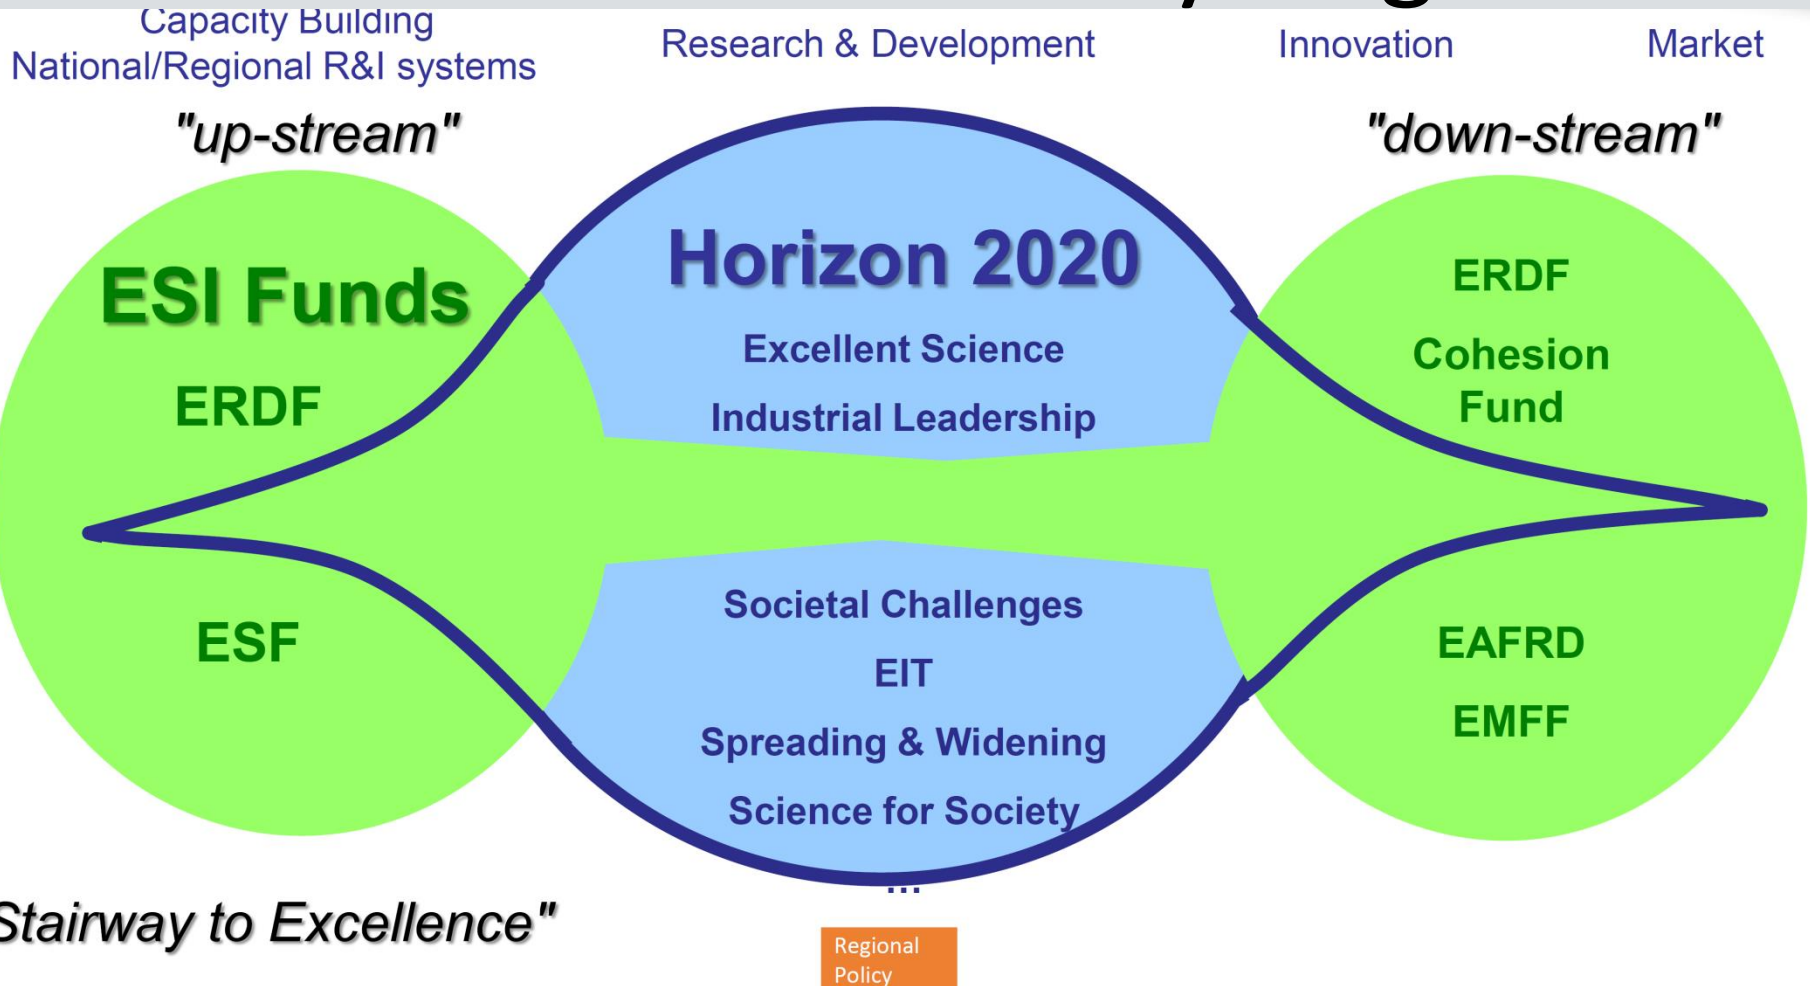 Capacity Building
National/Regional R&I systems
Research & Development
Innovation
Market
"up-stream"
"down-stream"
ESI Funds
ERDF
ESF
Horizon 2020
Excellent Science
Industrial Leadership
Societal Challenges
EIT
Spreading & Widening
Science for Society
...
ERDF
Cohesion
Fund
EAFRD
EMFF
Stairway to Excellence"
Regional
Policy